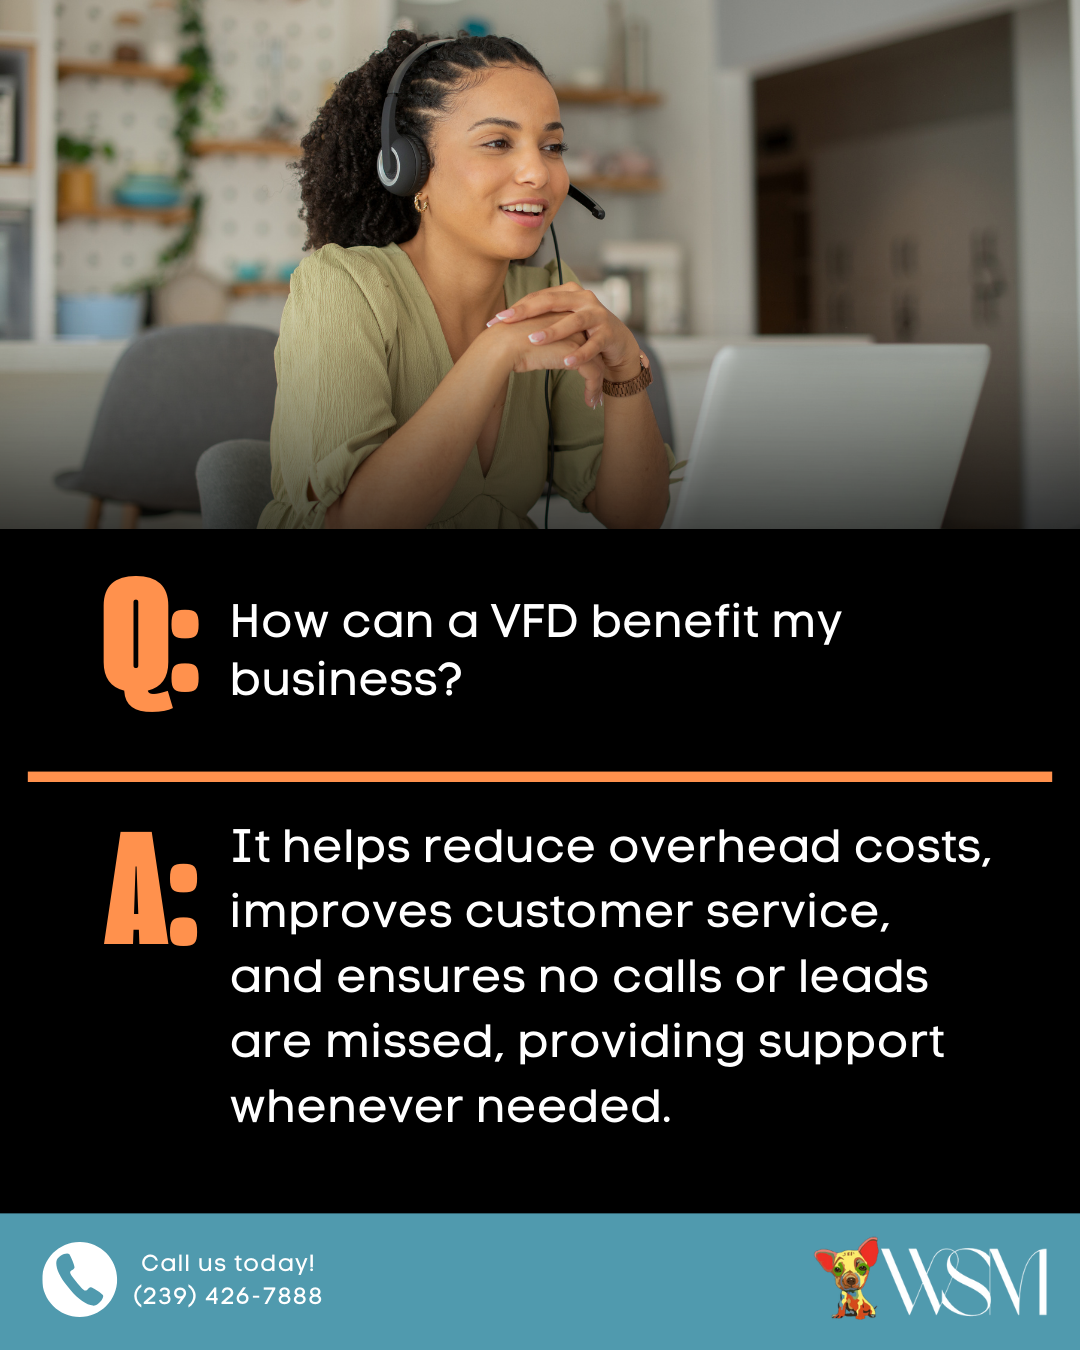 Q: How can a VFD benefit my
business?
A: It helps reduce overhead costs,
improves customer service,
and ensures no calls or leads
are missed, providing support
whenever needed.
Call us today!
(239) 426-7888
WSM